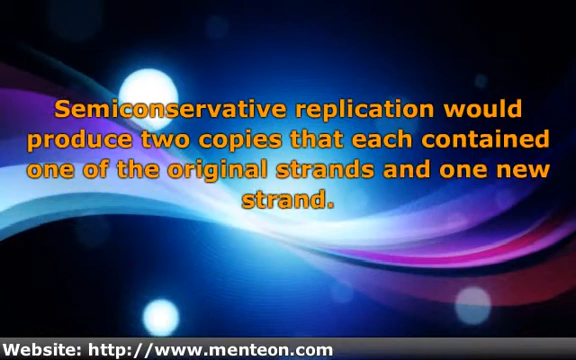 Semiconservative replication would
produce two copies that each contained
one of the original strands and one new
strand.
Website: http://www.menteon.com